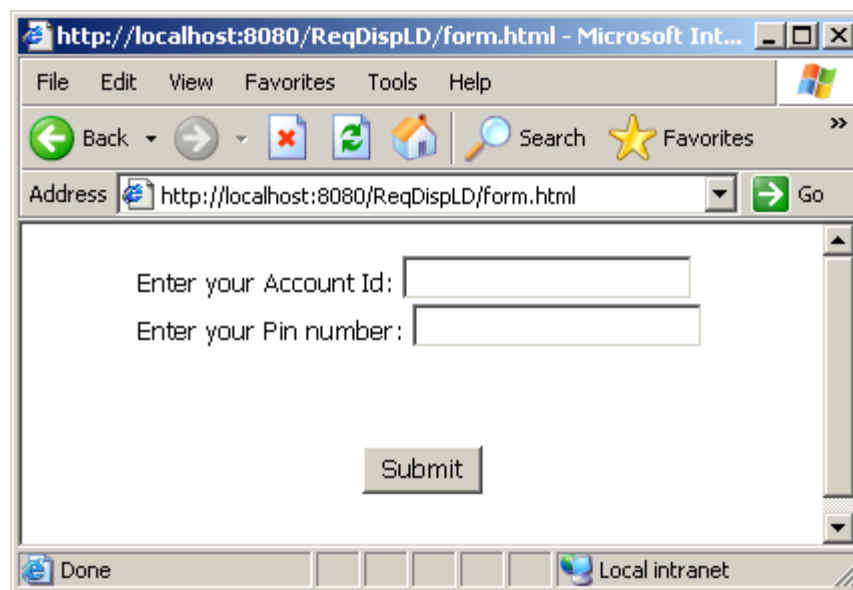 http://localhost:8080/ReqDispLD/form.html - Microsoft Int...
File Edit View Favorites Tools Help
Back Search Favorites »
Address http://localhost:8080/ReqDispLD/form.html Go
Enter your Account Id:
Enter your Pin number:
Submit
Done Local intranet